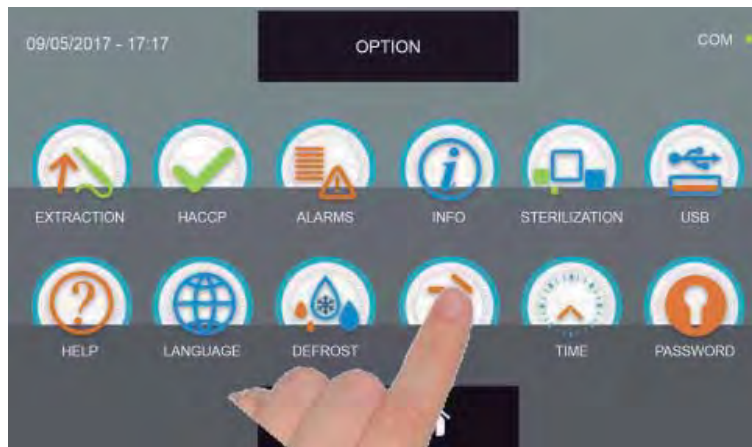 09/05/2017 - 17:17 OPTION COM
EXTRACTION HACCP ALARMS INFO STERILIZATION USB
HELP LANGUAGE DEFROST TIME PASSWORD